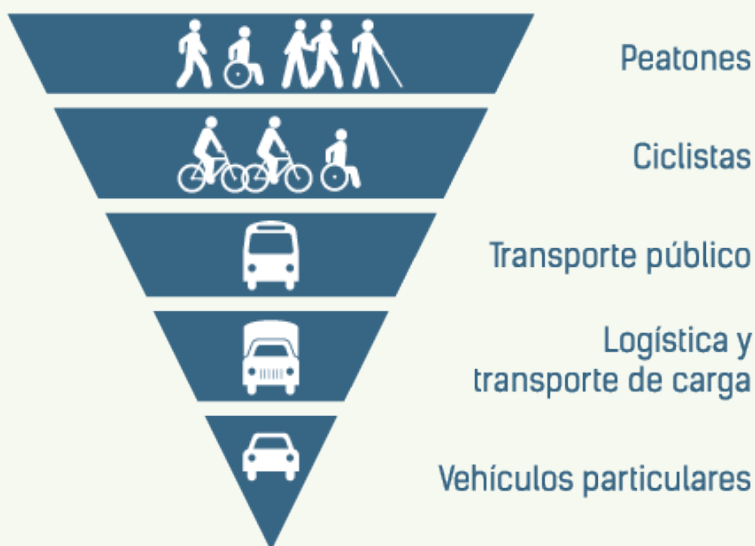 Peatones
Ciclistas
Transporte público
Logística y
transporte de carga
Vehículos particulares